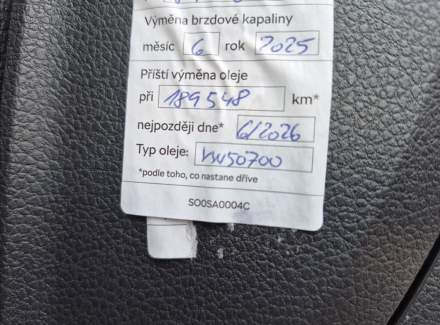 Výměna brzdové kapaliny
měsíc 6 rok 2025
Příští výměna oleje
při 189548 km*
nejpozději dne* 6/2026
Typ oleje: VW50700
*podle toho, co nastane dříve
SO0SA0004C